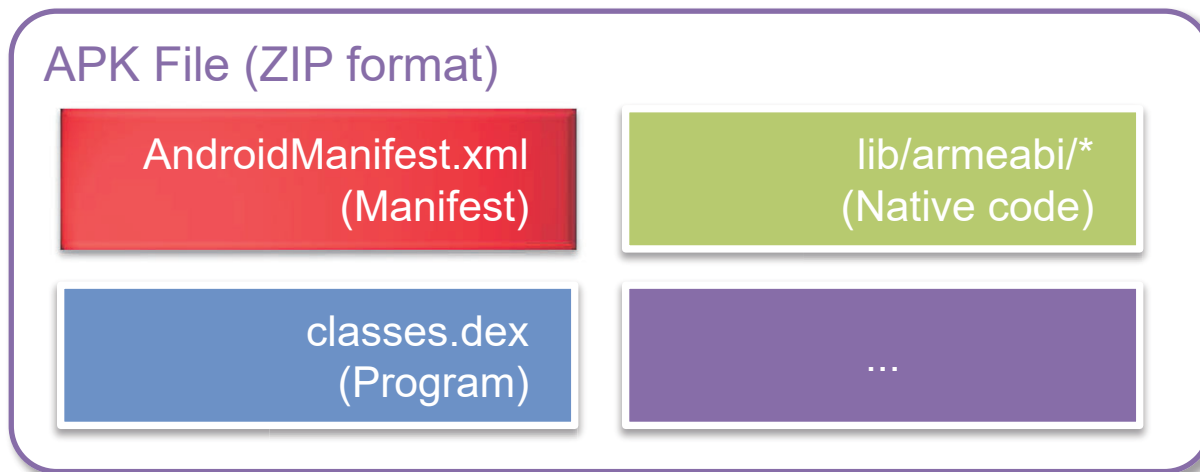 APK File (ZIP format)
AndroidManifest.xml
(Manifest)
lib/armeabi/*
(Native code)
classes.dex
(Program)
...